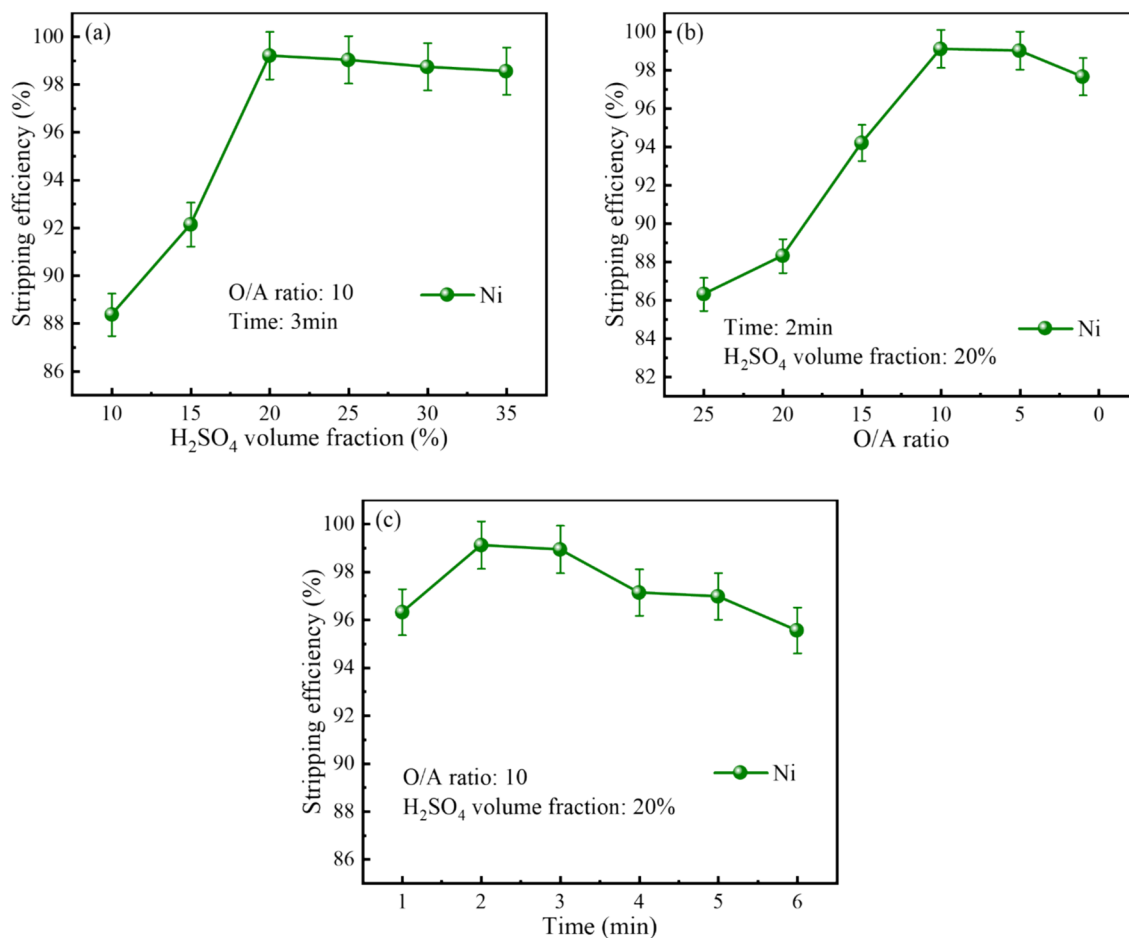 (a)
Stripping efficiency (%)
100
98
96
94
92
90
88
86
O/A ratio: 10
Time: 3min
Ni
10 15 20 25 30 35
H₂SO₄ volume fraction (%)
(b)
Stripping efficiency (%)
100
98
96
94
92
90
88
86
84
82
Time: 2min
H₂SO₄ volume fraction: 20%
Ni
25 20 15 10 5 0
O/A ratio
(c)
Stripping efficiency (%)
100
98
96
94
92
90
88
86
O/A ratio: 10
H₂SO₄ volume fraction: 20%
Ni
1 2 3 4 5 6
Time (min)